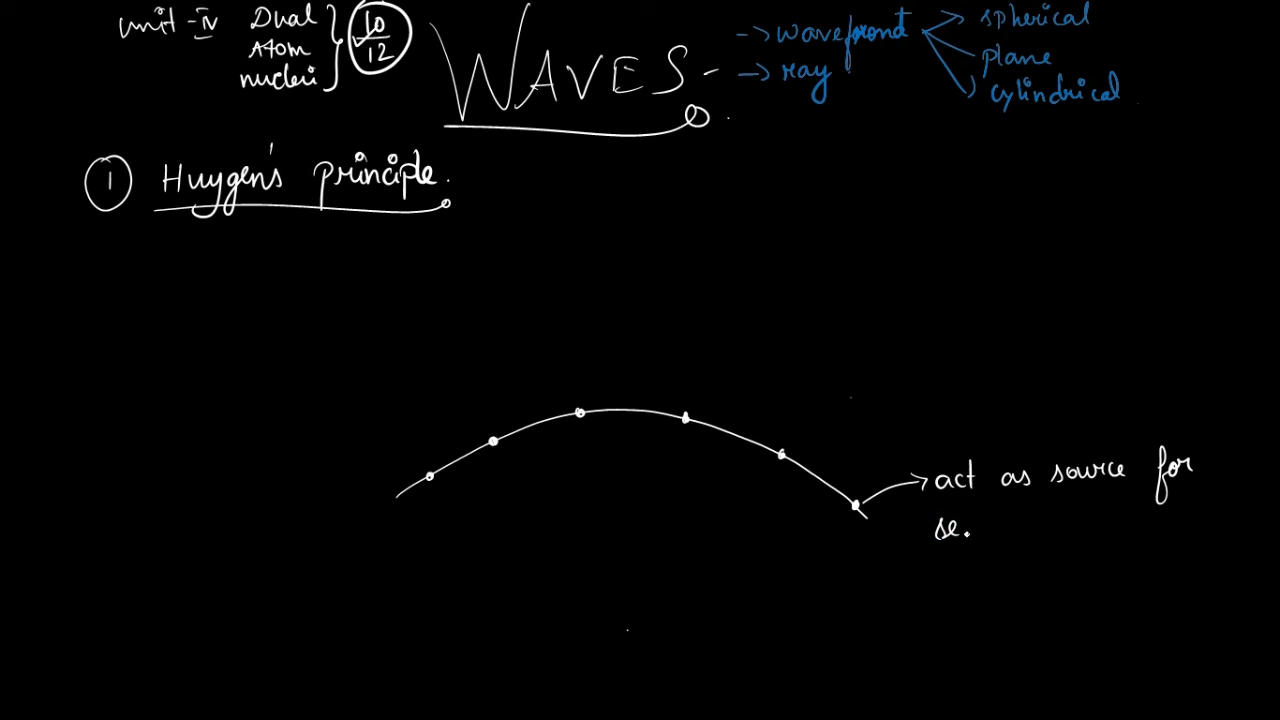 unit - IV Dual
Atom
nuclei
10
12
WAVES -
-> wavefrond
-> ray
spherical
plane
cylindrical
1 Huygen's principle.
-> act as source for
se.